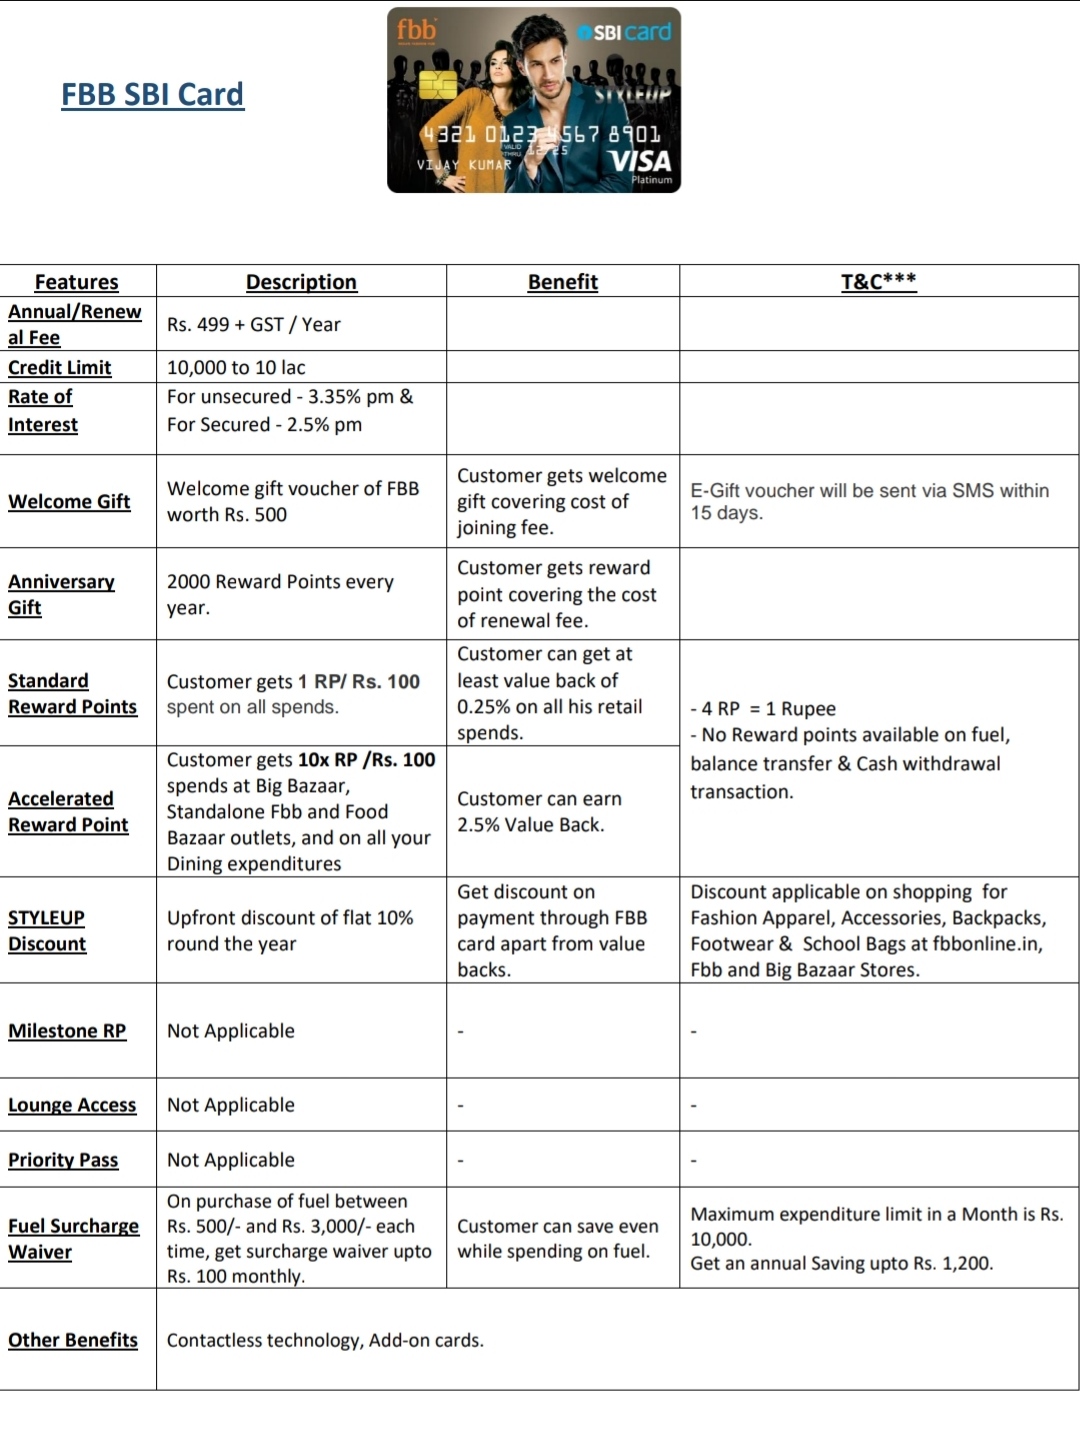 FBB SBI Card
fbb
SBI card
STYLEUP
4321 0123 4567 8901
VALID
THRU
12/25
VIJAY KUMAR
VISA
Platinum
Features Description Benefit T&C***
Annual/Renew
al Fee
Rs. 499 + GST / Year
Credit Limit
10,000 to 10 lac
Rate of
Interest
For unsecured - 3.35% pm &
For Secured - 2.5% pm
Welcome Gift
Welcome gift voucher of FBB
worth Rs. 500
Customer gets welcome
gift covering cost of
joining fee.
E-Gift voucher will be sent via SMS within
15 days.
Anniversary
Gift
2000 Reward Points every
year.
Customer gets reward
point covering the cost
of renewal fee.
Standard
Reward Points
Customer gets 1 RP/ Rs. 100
spent on all spends.
Customer can get at
least value back of
0.25% on all his retail
spends.
- 4 RP = 1 Rupee
- No Reward points available on fuel,
balance transfer & Cash withdrawal
transaction.
Accelerated
Reward Point
Customer gets 10x RP /Rs. 100
spends at Big Bazaar,
Standalone Fbb and Food
Bazaar outlets, and on all your
Dining expenditures
Customer can earn
2.5% Value Back.
STYLEUP
Discount
Upfront discount of flat 10%
round the year
Get discount on
payment through FBB
card apart from value
backs.
Discount applicable on shopping for
Fashion Apparel, Accessories, Backpacks,
Footwear & School Bags at fbbonline.in,
Fbb and Big Bazaar Stores.
Milestone RP
Not Applicable
-
-
Lounge Access
Not Applicable
-
-
Priority Pass
Not Applicable
-
-
Fuel Surcharge
Waiver
On purchase of fuel between
Rs. 500/- and Rs. 3,000/- each
time, get surcharge waiver upto
Rs. 100 monthly.
Customer can save even
while spending on fuel.
Maximum expenditure limit in a Month is Rs.
10,000.
Get an annual Saving upto Rs. 1,200.
Other Benefits
Contactless technology, Add-on cards.